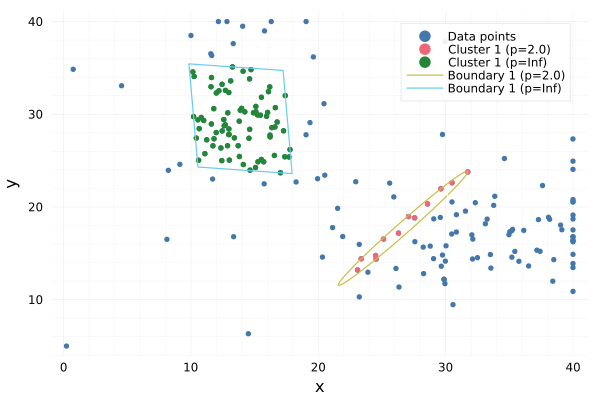 40
30
20
10
0
10
20
30
40
x
y
Data points
Cluster 1 (p=2.0)
Cluster 1 (p=Inf)
Boundary 1 (p=2.0)
Boundary 1 (p=Inf)